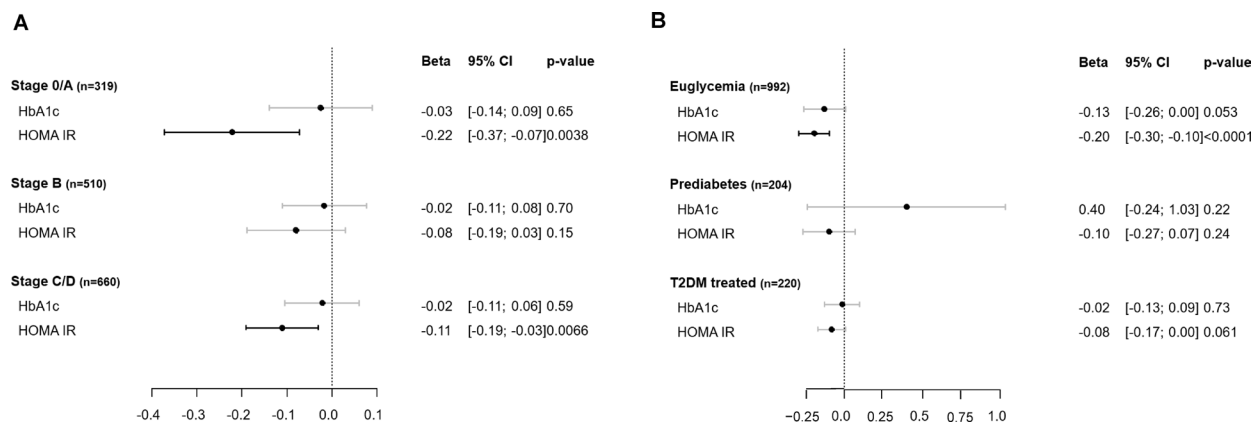 A
Beta 95% CI p-value
Stage 0/A (n=319)
HbA1c -0.03 [-0.14; 0.09] 0.65
HOMA IR -0.22 [-0.37; -0.07]0.0038
Stage B (n=510)
HbA1c -0.02 [-0.11; 0.08] 0.70
HOMA IR -0.08 [-0.19; 0.03] 0.15
Stage C/D (n=660)
HbA1c -0.02 [-0.11; 0.06] 0.59
HOMA IR -0.11 [-0.19; -0.03]0.0066
-0.4 -0.3 -0.2 -0.1 0.0 0.1
B
Beta 95% CI p-value
Euglycemia (n=992)
HbA1c -0.13 [-0.26; 0.00] 0.053
HOMA IR -0.20 [-0.30; -0.10]<0.0001
Prediabetes (n=204)
HbA1c 0.40 [-0.24; 1.03] 0.22
HOMA IR -0.10 [-0.27; 0.07] 0.24
T2DM treated (n=220)
HbA1c -0.02 [-0.13; 0.09] 0.73
HOMA IR -0.08 [-0.17; 0.00] 0.061
−0.25 0.0 0.25 0.5 0.75 1.0